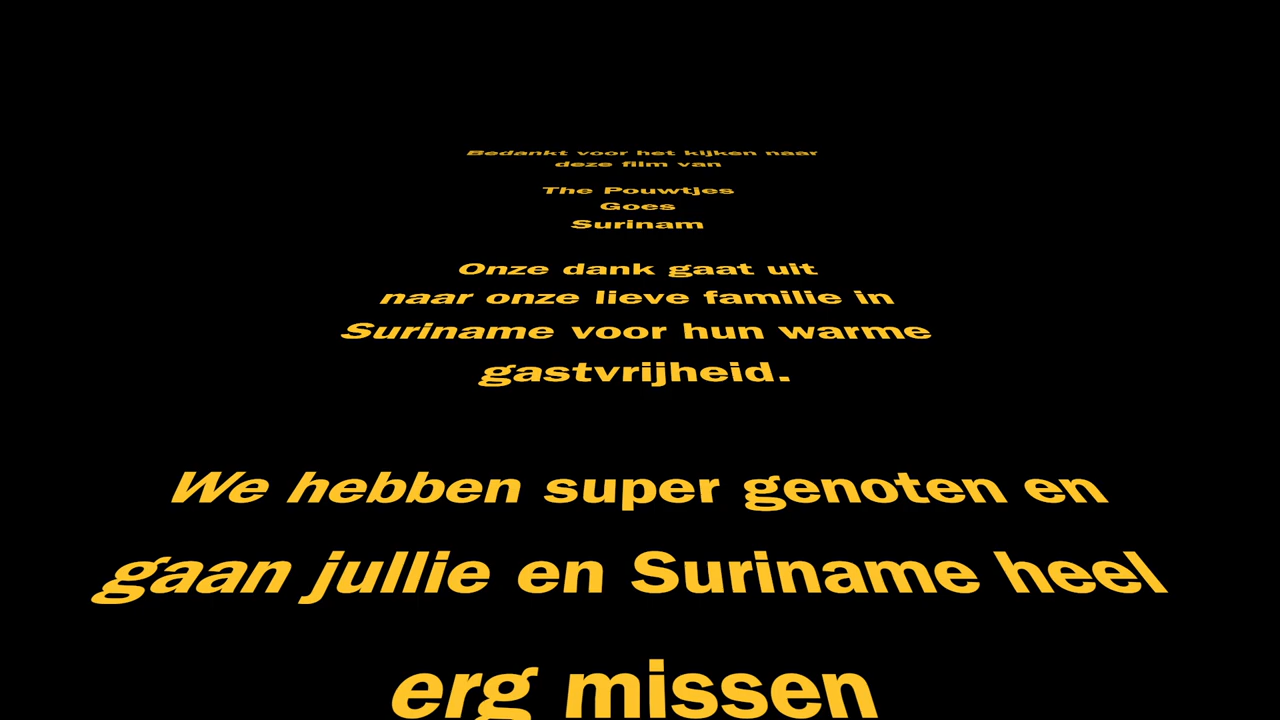 Bedankt voor het kijken naar
deze film van
The Pouwtjes
Goes
Surinam
Onze dank gaat uit
naar onze lieve familie in
Suriname voor hun warme
gastvrijheid.
We hebben super genoten en
gaan jullie en Suriname heel
erg missen